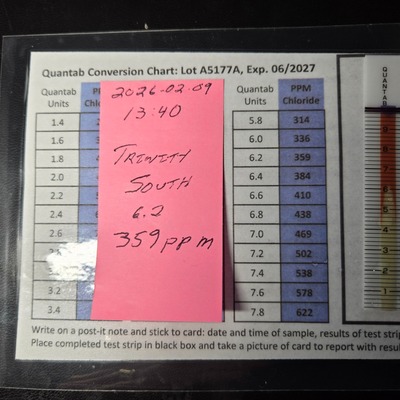 Quantab Conversion Chart: Lot A5177A, Exp. 06/2027
Quantab Units
PPM Chloride
5.8 314
6.0 336
6.2 359
6.4 384
6.6 410
6.8 438
7.0 469
7.2 502
7.4 538
7.6 578
7.8 622
Quantab Units
1.4
1.6
1.8
2.0
2.2
2.4
3.2
3.4
2026-02-09
13:40
TRINITY
SOUTH
6.2
359 ppm
QUANTAB
Write on a post-it note and stick to card: date and time of sample, results of test strip
Place completed test strip in black box and take a picture of card to report with